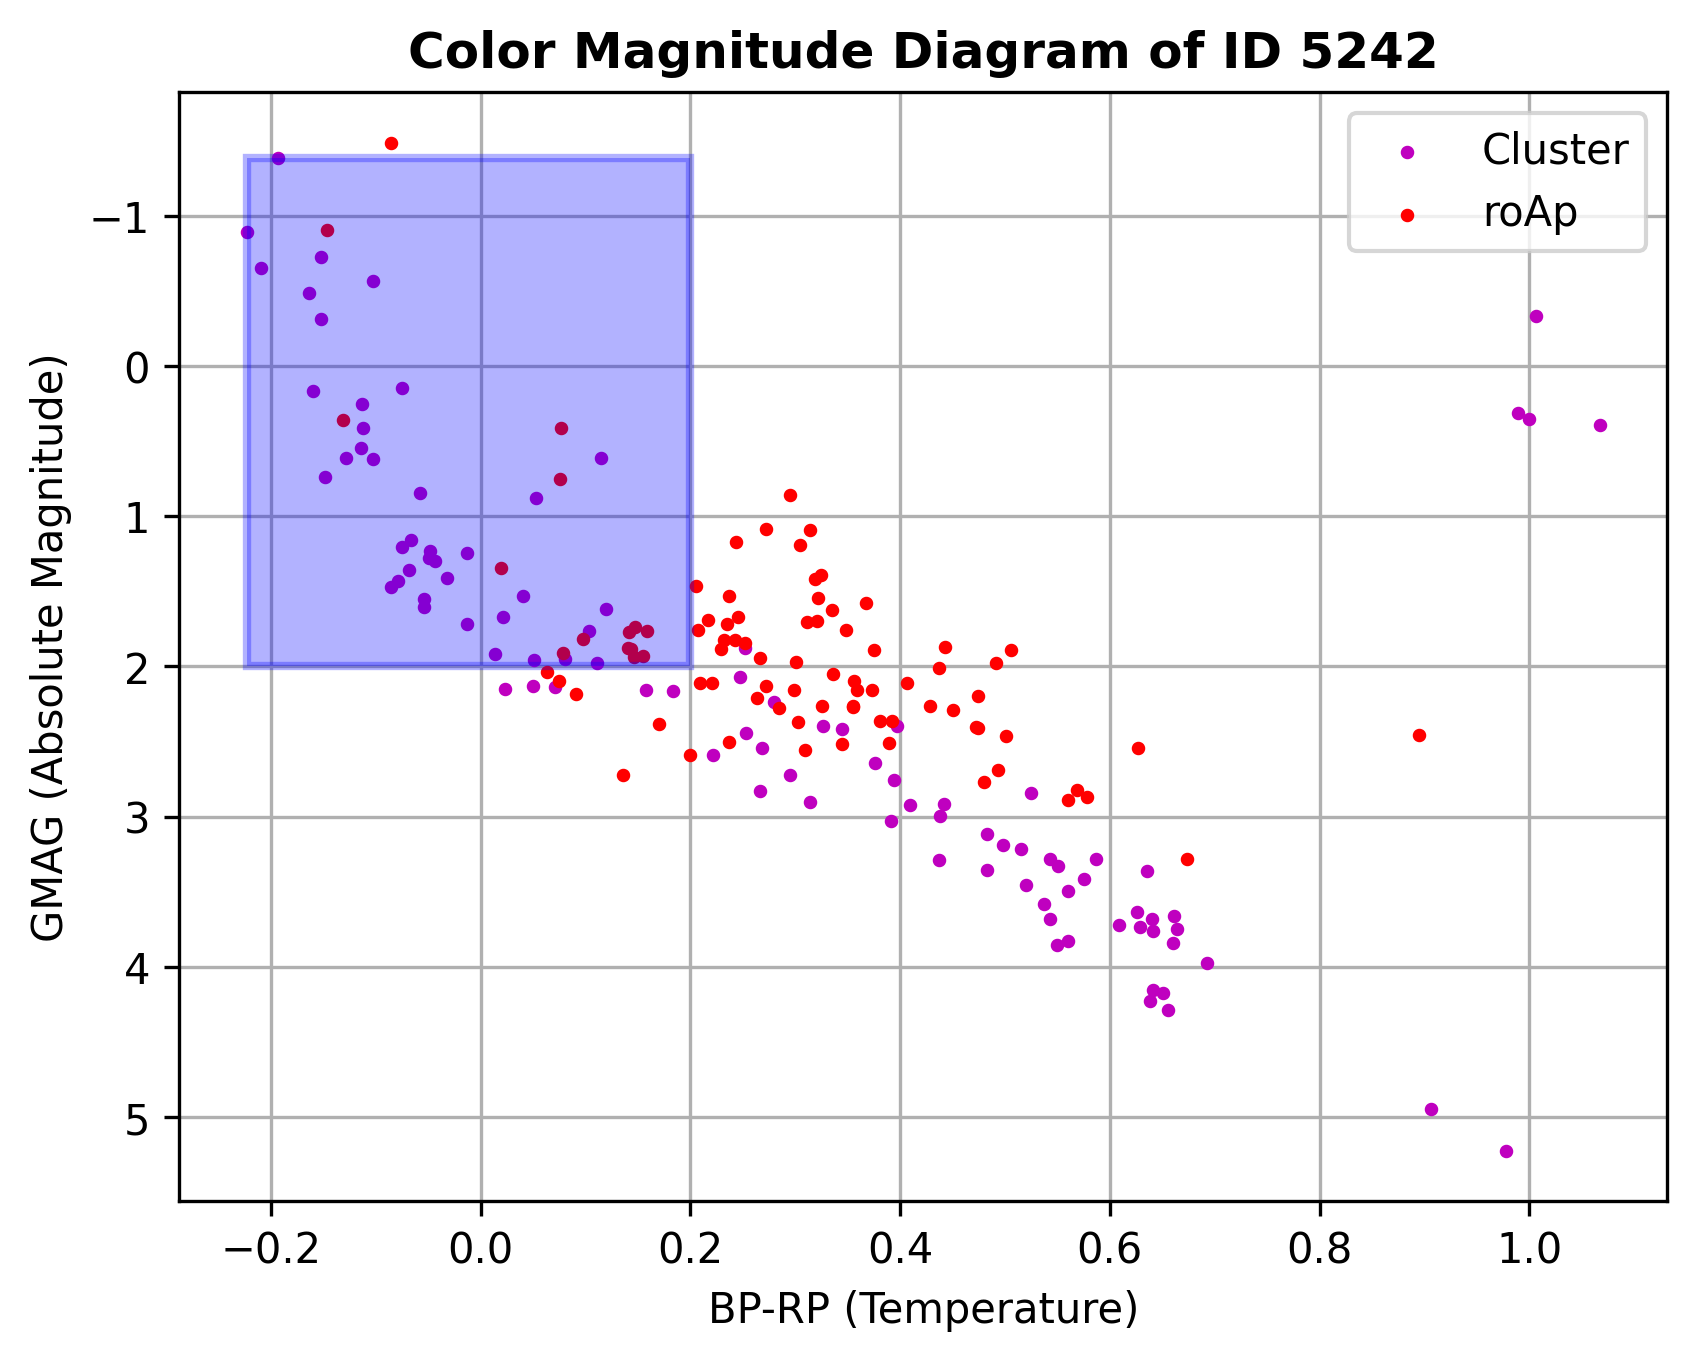 Color Magnitude Diagram of ID 5242
Cluster
roAp
−1
0
1
2
3
4
5
GMAG (Absolute Magnitude)
−0.2 0.0 0.2 0.4 0.6 0.8 1.0
BP-RP (Temperature)